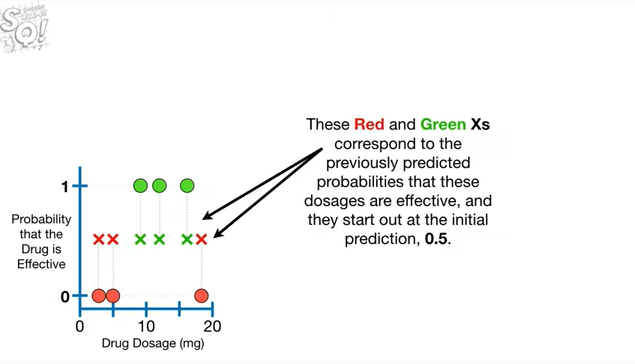 These Red and Green Xs
correspond to the
previously predicted
probabilities that these
dosages are effective, and
they start out at the initial
prediction, 0.5.
1
Probability
that the
Drug is
Effective
0
0 10 20
Drug Dosage (mg)